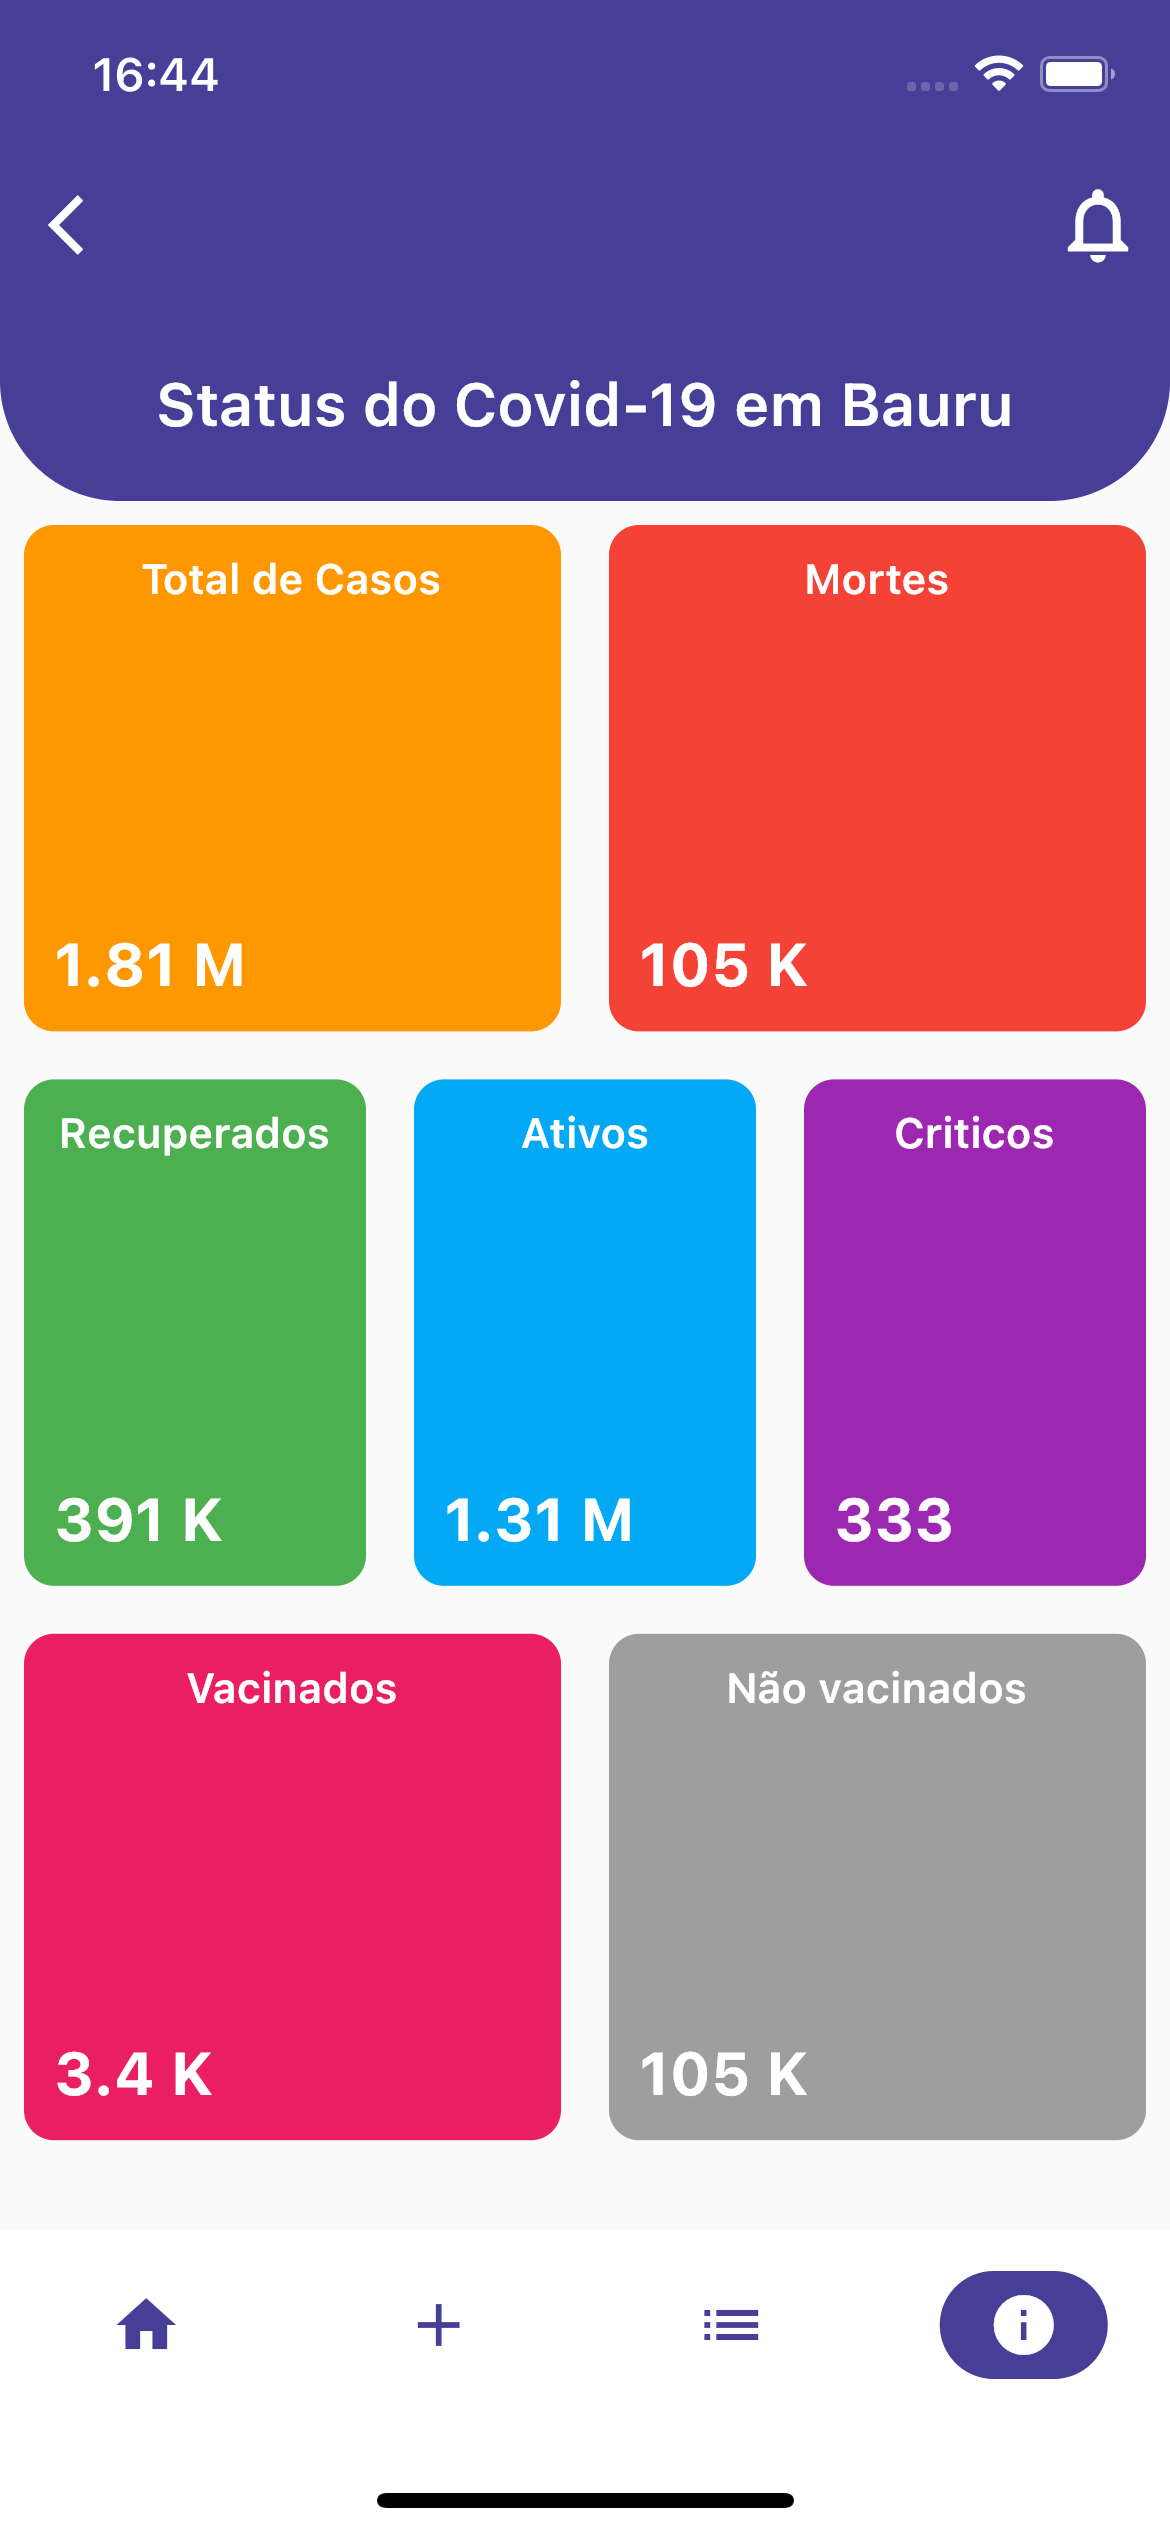 16:44
Status do Covid-19 em Bauru
Total de Casos
1.81 M
Mortes
105 K
Recuperados
391 K
Ativos
1.31 M
Criticos
333
Vacinados
3.4 K
Não vacinados
105 K